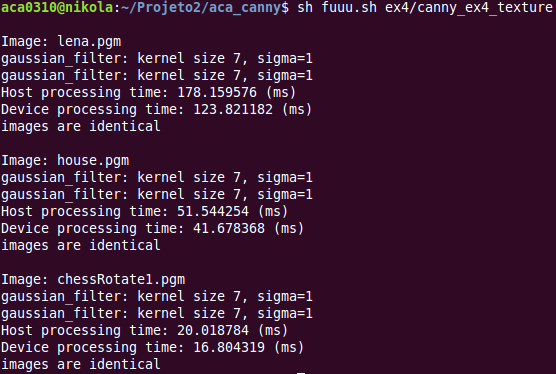 aca0310@nikola:~/Projeto2/aca_canny$ sh fuuu.sh ex4/canny_ex4_texture
Image: lena.pgm
gaussian_filter: kernel size 7, sigma=1
gaussian_filter: kernel size 7, sigma=1
Host processing time: 178.159576 (ms)
Device processing time: 123.821182 (ms)
images are identical
Image: house.pgm
gaussian_filter: kernel size 7, sigma=1
gaussian_filter: kernel size 7, sigma=1
Host processing time: 51.544254 (ms)
Device processing time: 41.678368 (ms)
images are identical
Image: chessRotate1.pgm
gaussian_filter: kernel size 7, sigma=1
gaussian_filter: kernel size 7, sigma=1
Host processing time: 20.018784 (ms)
Device processing time: 16.804319 (ms)
images are identical